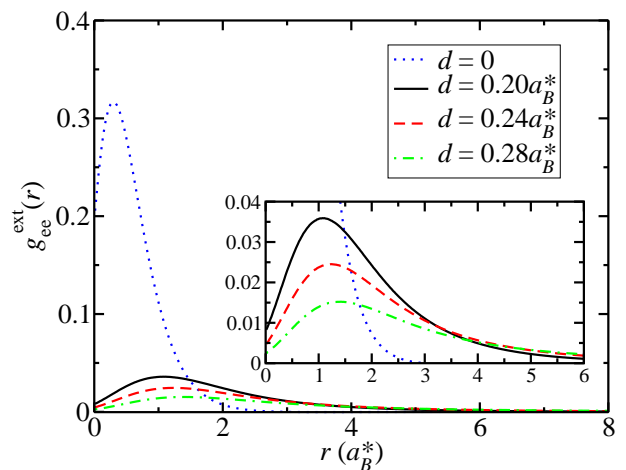 0.4
0.3
0.2
0.1
0
g_ee^ext(r)
d = 0
d = 0.20a_B^*
d = 0.24a_B^*
d = 0.28a_B^*
0.04
0.03
0.02
0.01
0
0 1 2 3 4 5 6
0 2 4 6 8
r (a_B^*)